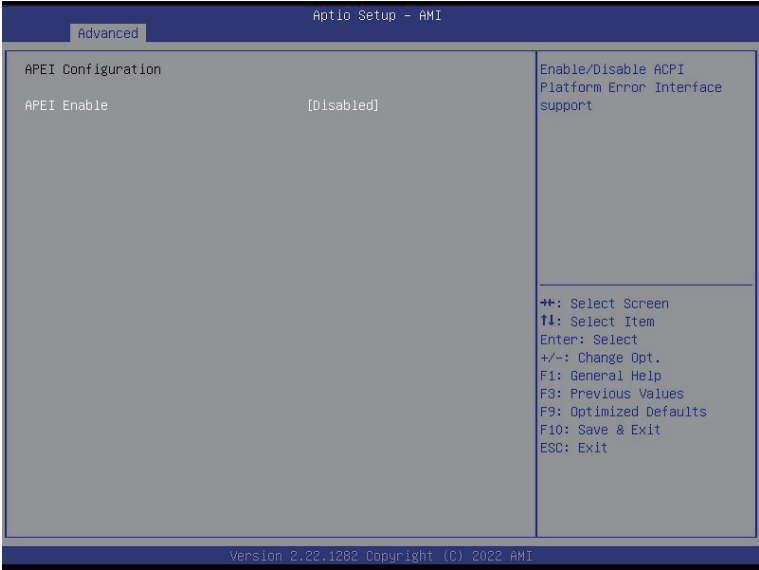 Aptio Setup – AMI
Advanced
APEI Configuration
APEI Enable [Disabled]
Enable/Disable ACPI
Platform Error Interface
support
→←: Select Screen
↑↓: Select Item
Enter: Select
+/-: Change Opt.
F1: General Help
F3: Previous Values
F9: Optimized Defaults
F10: Save & Exit
ESC: Exit
Version 2.22.1282 Copyright (C) 2022 AMI